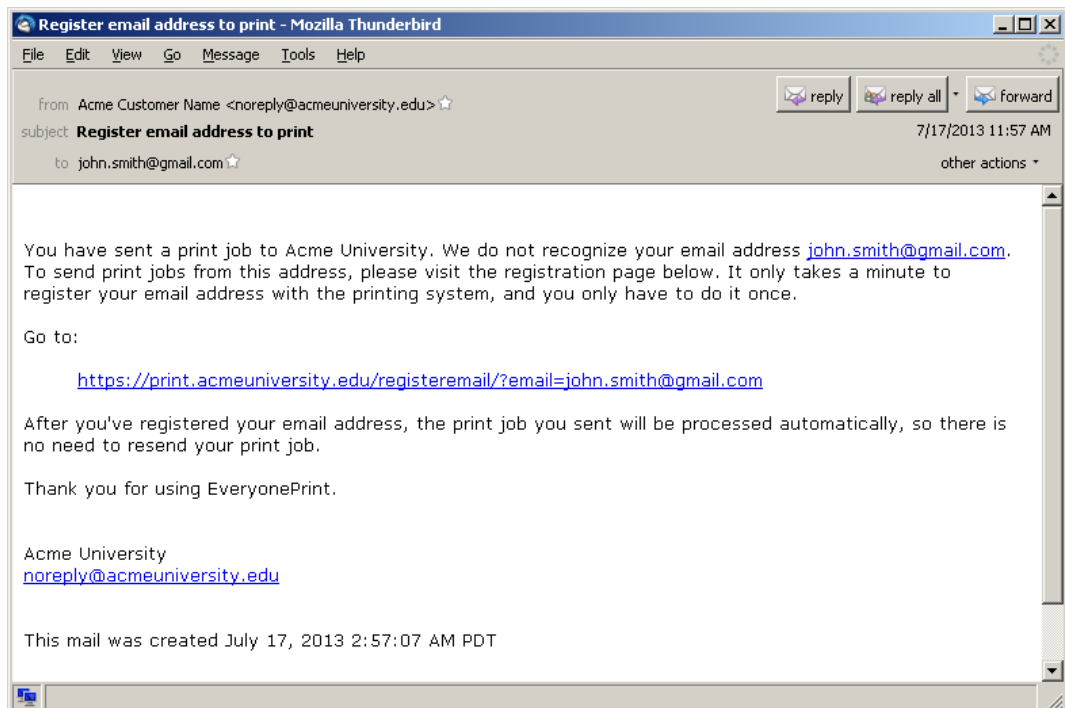 Register email address to print - Mozilla Thunderbird
File Edit View Go Message Tools Help
from Acme Customer Name <noreply@acmeuniversity.edu>
reply reply all forward
subject Register email address to print
7/17/2013 11:57 AM
to john.smith@gmail.com
other actions
You have sent a print job to Acme University. We do not recognize your email address john.smith@gmail.com.
To send print jobs from this address, please visit the registration page below. It only takes a minute to
register your email address with the printing system, and you only have to do it once.
Go to:
https://print.acmeuniversity.edu/registeremail/?email=john.smith@gmail.com
After you've registered your email address, the print job you sent will be processed automatically, so there is
no need to resend your print job.
Thank you for using EveryonePrint.
Acme University
noreply@acmeuniversity.edu
This mail was created July 17, 2013 2:57:07 AM PDT